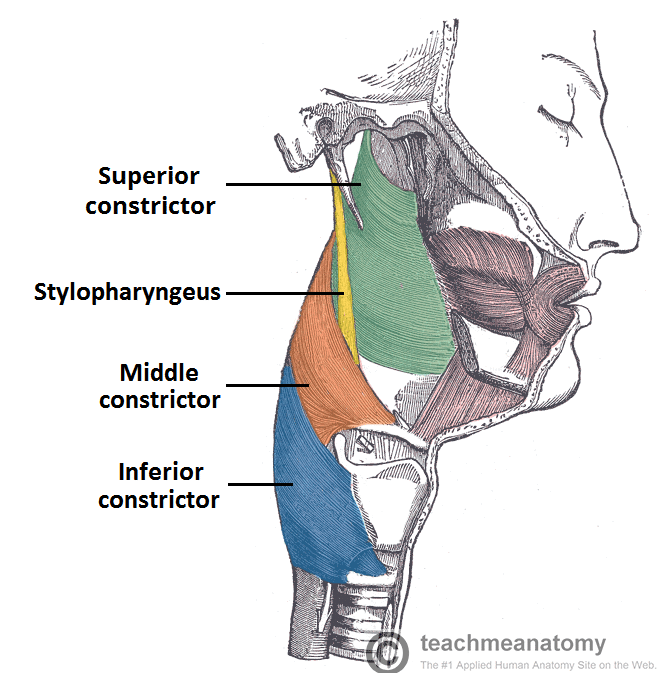 Superior
constrictor
Stylopharyngeus
Middle
constrictor
Inferior
constrictor
©
teachmeanatomy
The #1 Applied Human Anatomy Site on the Web.